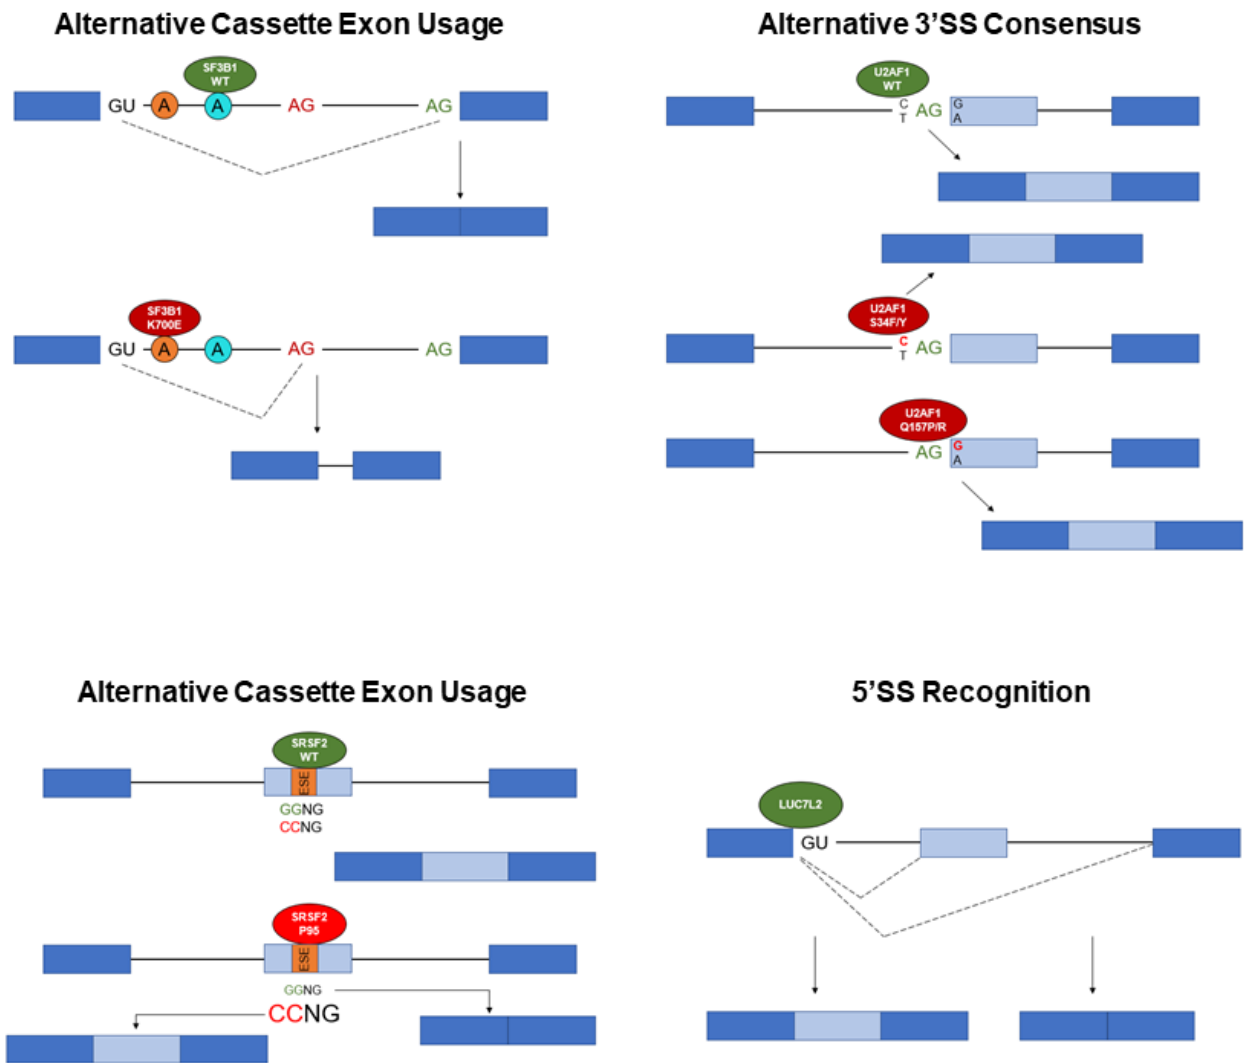 Alternative Cassette Exon Usage
SF3B1
WT
GU A A AG AG
SF3B1
K700E
GU A A AG AG
Alternative 3'SS Consensus
U2AF1
WT
C
T
AG
G
A
U2AF1
S34F/Y
C
T
AG
U2AF1
Q157P/R
AG
G
A
Alternative Cassette Exon Usage
SRSF2
WT
ESE
GGNG
CCNG
SRSF2
P95
ESE
GGNG
CCNG
5'SS Recognition
LUC7L2
GU